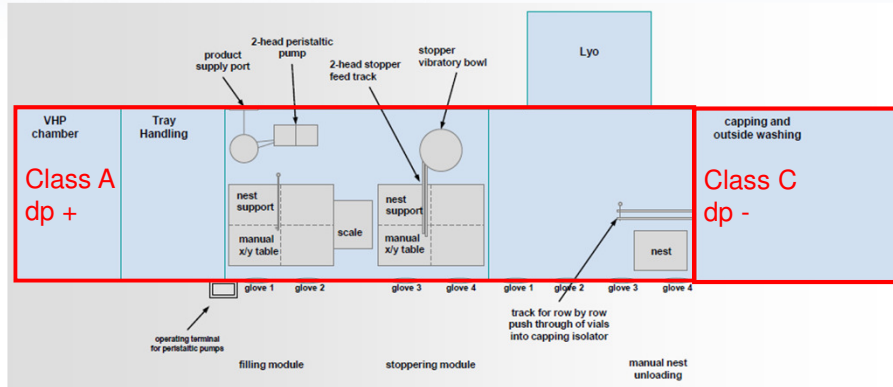 product
supply port
2-head peristaltic
pump
2-head stopper
feed track
stopper
vibratory bowl
Lyo
VHP
chamber
Tray
Handling
capping and
outside washing
Class A
dp +
Class C
dp -
nest
support
manual
x/y table
scale
nest
support
manual
x/y table
nest
glove 1
glove 2
glove 3
glove 4
glove 1
glove 2
glove 3
glove 4
operating terminal
for peristaltic pumps
track for row by row
push through of vials
into capping isolator
filling module
stoppering module
manual nest
unloading